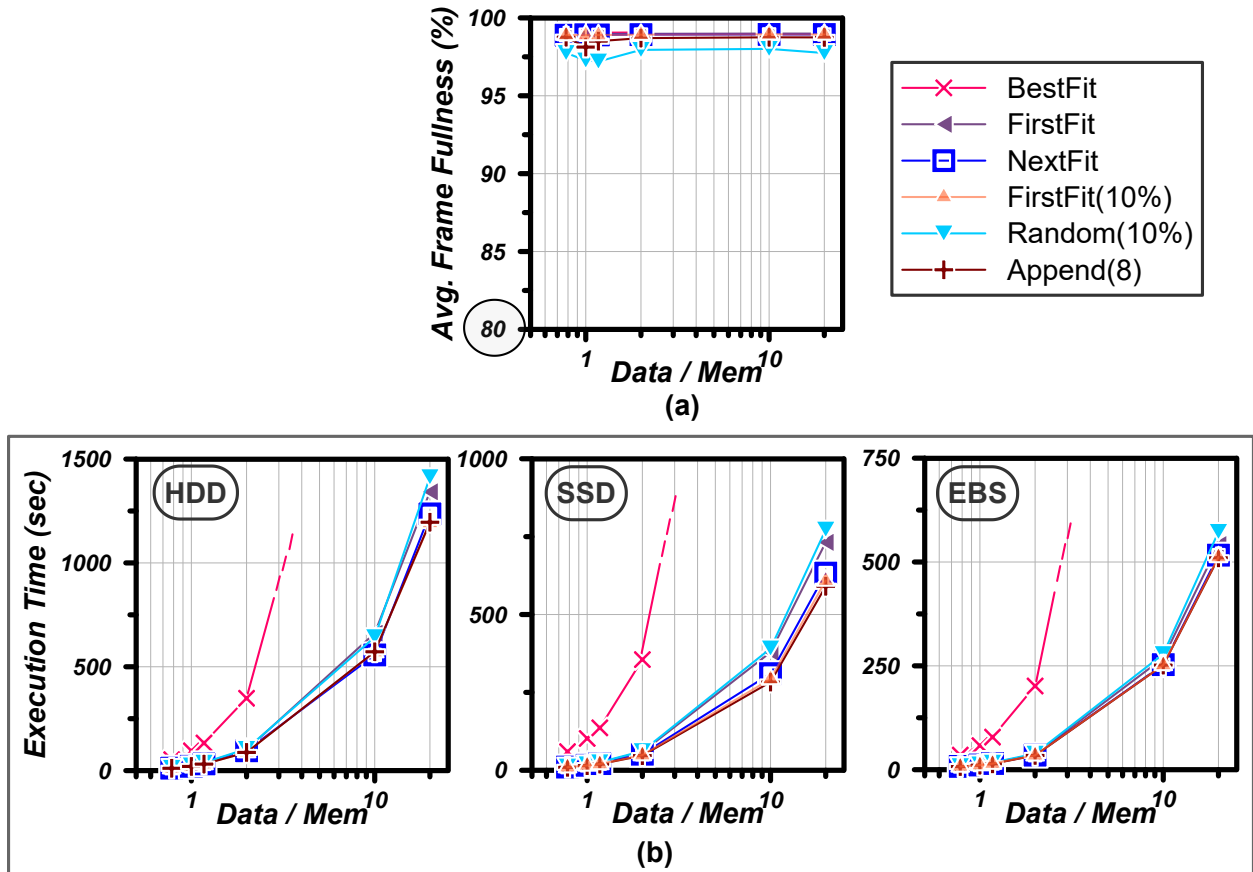 Avg. Frame Fullness (%)
100
95
90
85
80
1
10
Data / Mem
(a)
BestFit
FirstFit
NextFit
FirstFit(10%)
Random(10%)
Append(8)
Execution Time (sec)
1500
1000
500
0
HDD
1
10
Data / Mem
1000
500
0
SSD
1
10
Data / Mem
750
500
250
0
EBS
1
10
Data / Mem
(b)